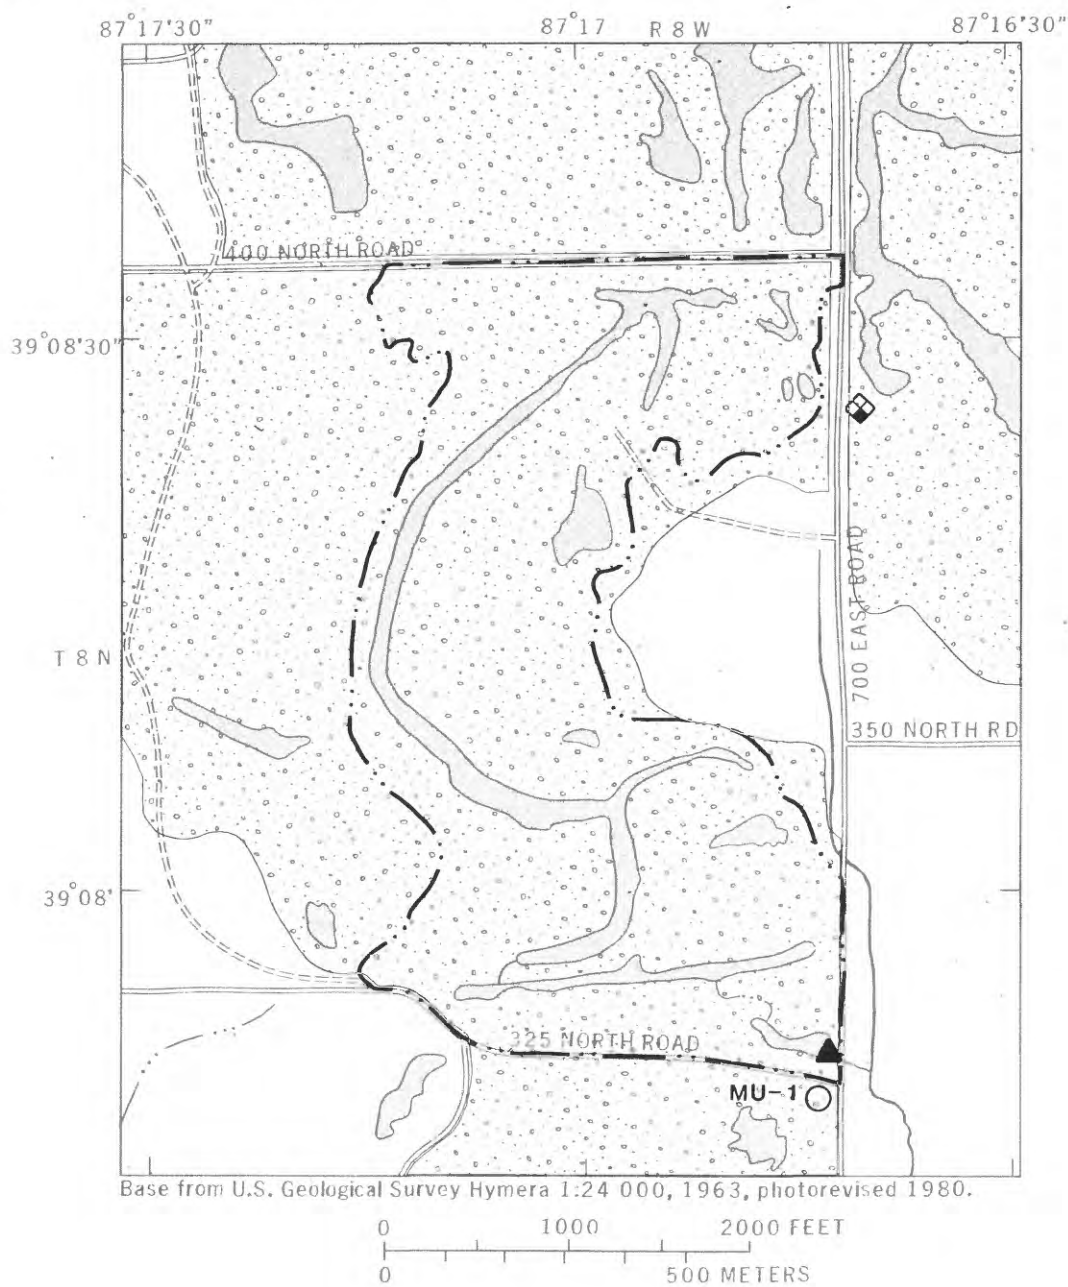 87°17'30" 87°17 R 8 W 87°16'30"
400 NORTH ROAD
39°08'30"
700 EAST ROAD
T 8 N
350 NORTH RD
39°08'
325 NORTH ROAD
MU-1
Base from U.S. Geological Survey Hymera 1:24 000, 1963, photorevised 1980.
0 1000 2000 FEET
0 500 METERS